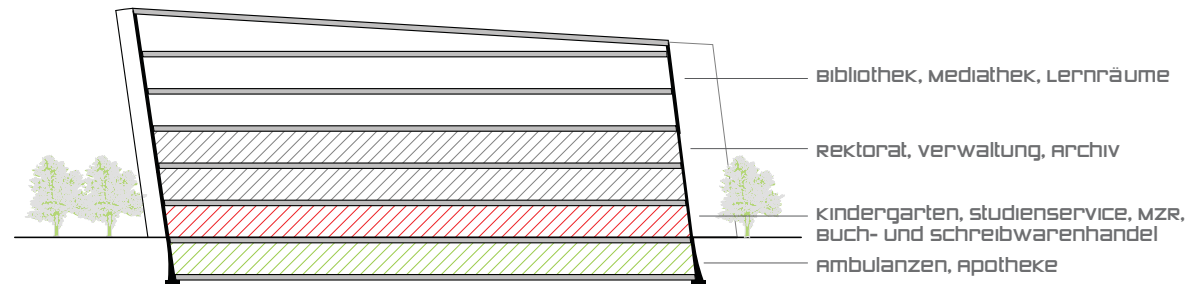 Bibliothek, Mediathek, Lernräume
Rektorat, Verwaltung, Archiv
Kindergarten, Studienservice, MZR,
Buch- und Schreibwarenhandel
Ambulanzen, Apotheke